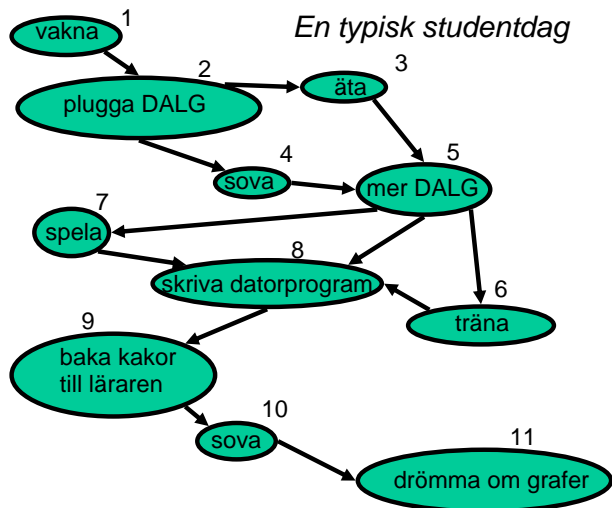 En typisk studentdag
1
vakna
2
plugga DALG
3
äta
4
sova
5
mer DALG
7
spela
8
skriva datorprogram
6
träna
9
baka kakor
till läraren
10
sova
11
drömma om grafer